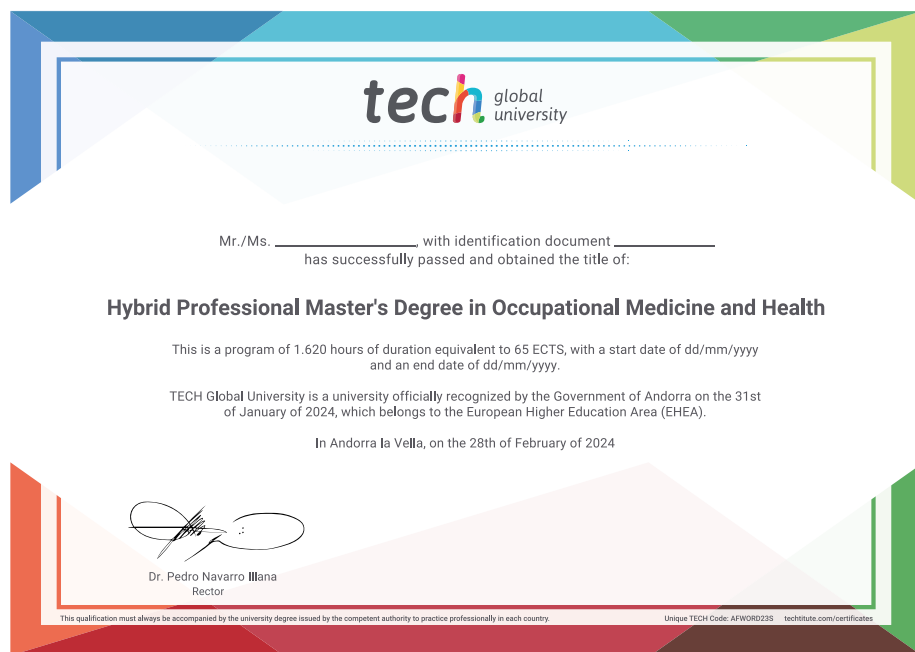 tech global
university
Mr./Ms. ____________, with identification document ____________
has successfully passed and obtained the title of:
Hybrid Professional Master's Degree in Occupational Medicine and Health
This is a program of 1.620 hours of duration equivalent to 65 ECTS, with a start date of dd/mm/yyyy
and an end date of dd/mm/yyyy.
TECH Global University is a university officially recognized by the Government of Andorra on the 31st
of January of 2024, which belongs to the European Higher Education Area (EHEA).
In Andorra la Vella, on the 28th of February of 2024
Dr. Pedro Navarro Illana
Rector
This qualification must always be accompanied by the university degree issued by the competent authority to practice professionally in each country.
Unique TECH Code: AFWORD23S techtitute.com/certificates